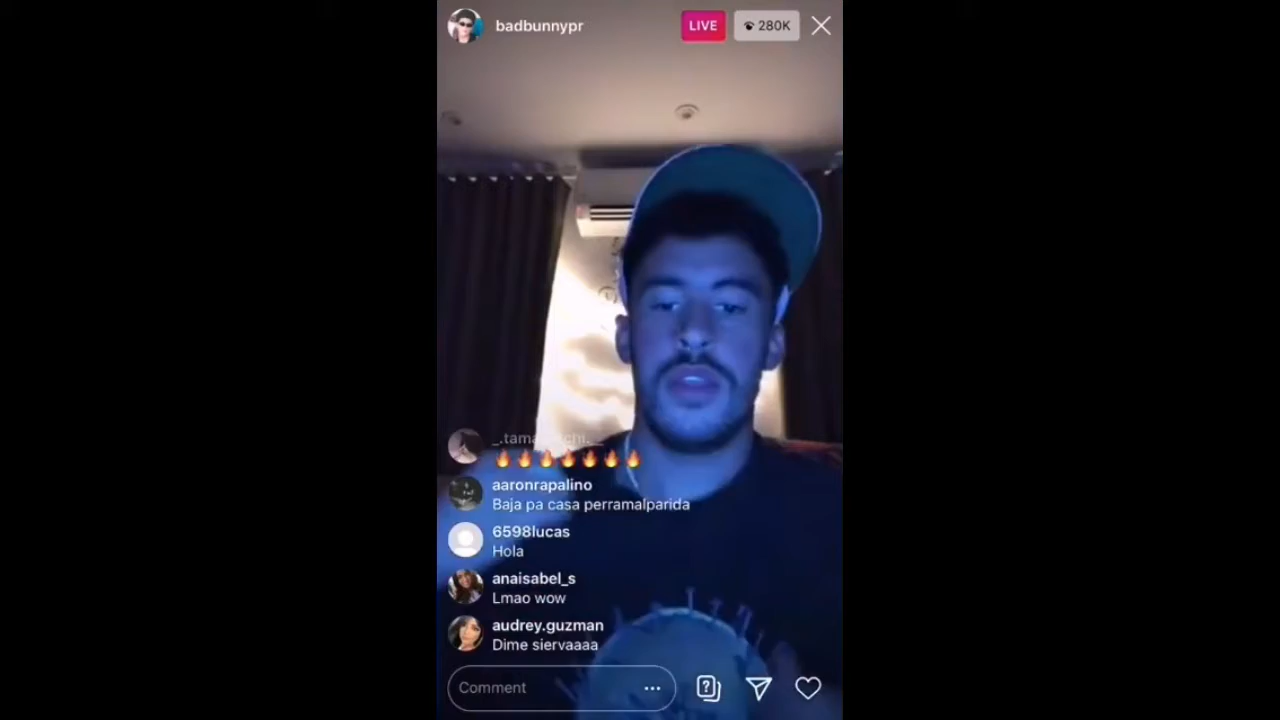 badbunnypr
LIVE
280K
aaronrapalino
Baja pa casa perramalparida
6598lucas
Hola
anaisabel_s
Lmao wow
audrey.guzman
Dime siervaaaa
Comment